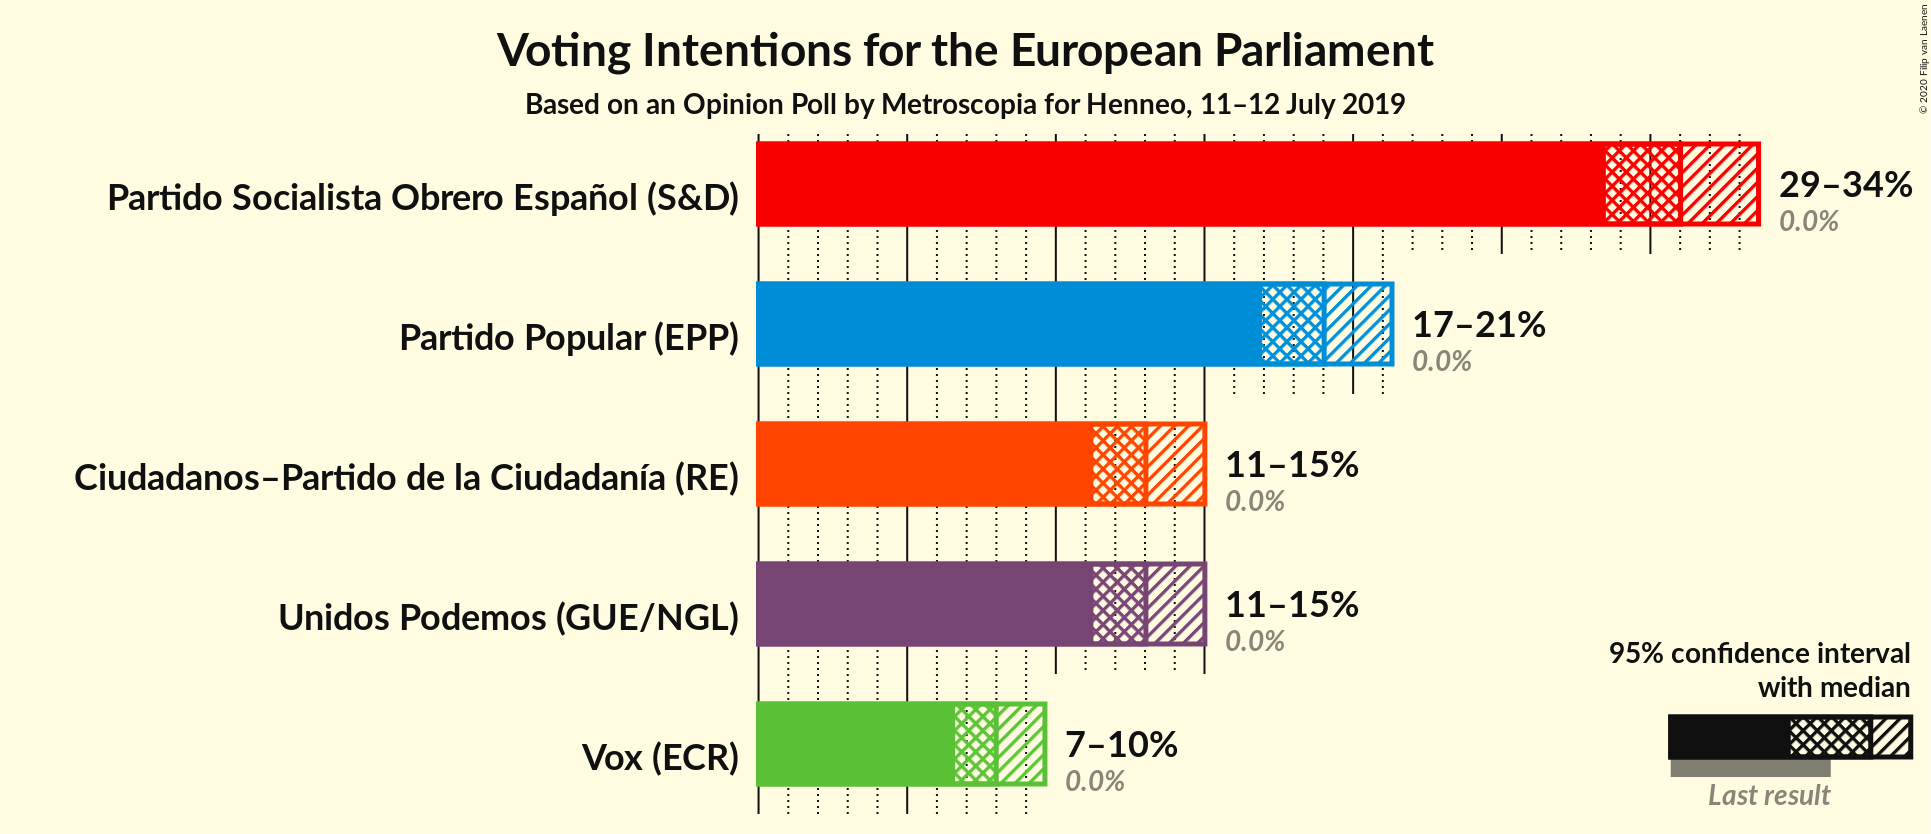 Voting Intentions for the European Parliament
Based on an Opinion Poll by Metroscopia for Henneo, 11–12 July 2019
© 2020 Filip van Laenen
Partido Socialista Obrero Español (S&D)
29–34%
0.0%
Partido Popular (EPP)
17–21%
0.0%
Ciudadanos–Partido de la Ciudadanía (RE)
11–15%
0.0%
Unidos Podemos (GUE/NGL)
11–15%
0.0%
Vox (ECR)
7–10%
0.0%
95% confidence interval
with median
Last result